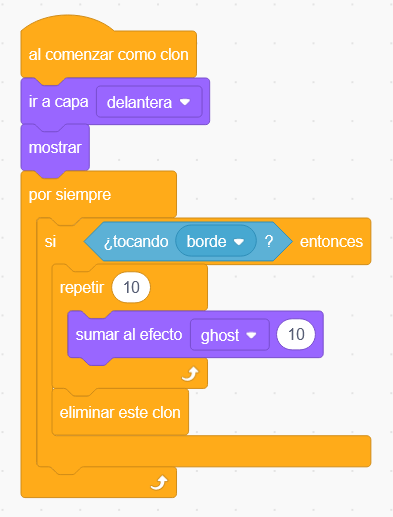 al comenzar como clon
ir a capa delantera
mostrar
por siempre
si ¿tocando borde ? entonces
repetir 10
sumar al efecto ghost 10
eliminar este clon